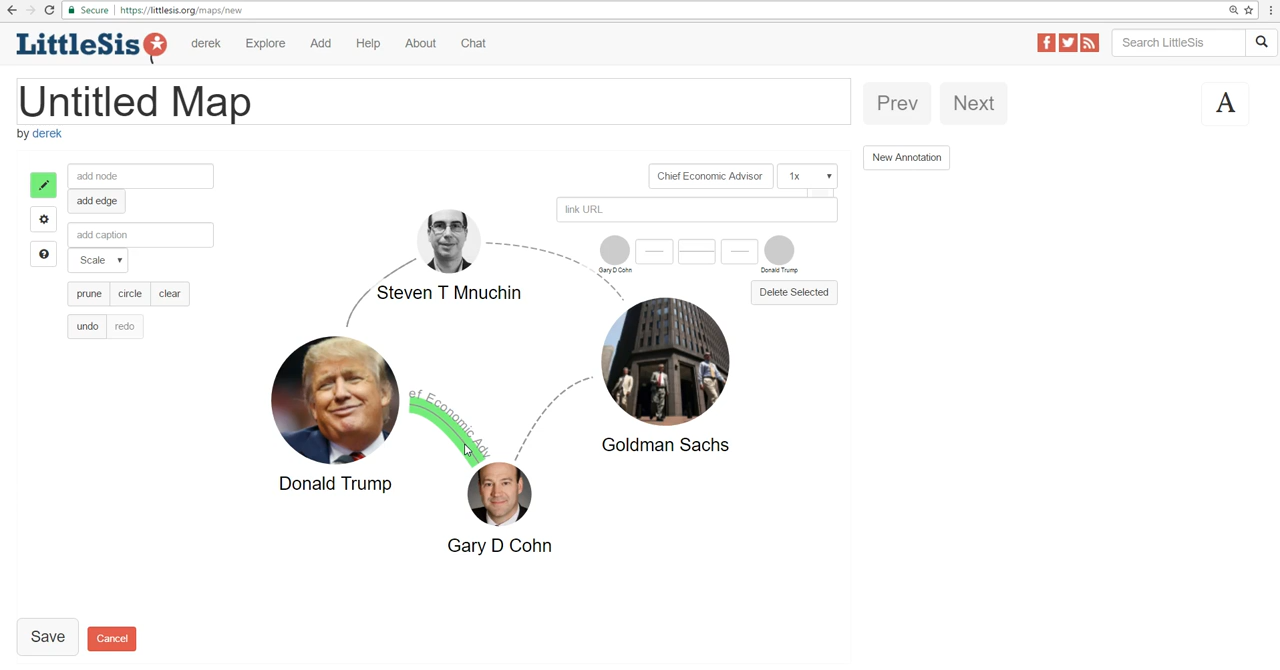 Secure https://littlesis.org/maps/new
LittleSis derek Explore Add Help About Chat Search LittleSis
Untitled Map
Prev Next A
by derek
New Annotation
add node
Chief Economic Advisor 1x
add edge
link URL
add caption
Scale
Gary D Cohn Donald Trump
prune circle clear
Delete Selected
undo redo
Steven T Mnuchin
ef Economic Adv
Goldman Sachs
Donald Trump
Gary D Cohn
Save Cancel